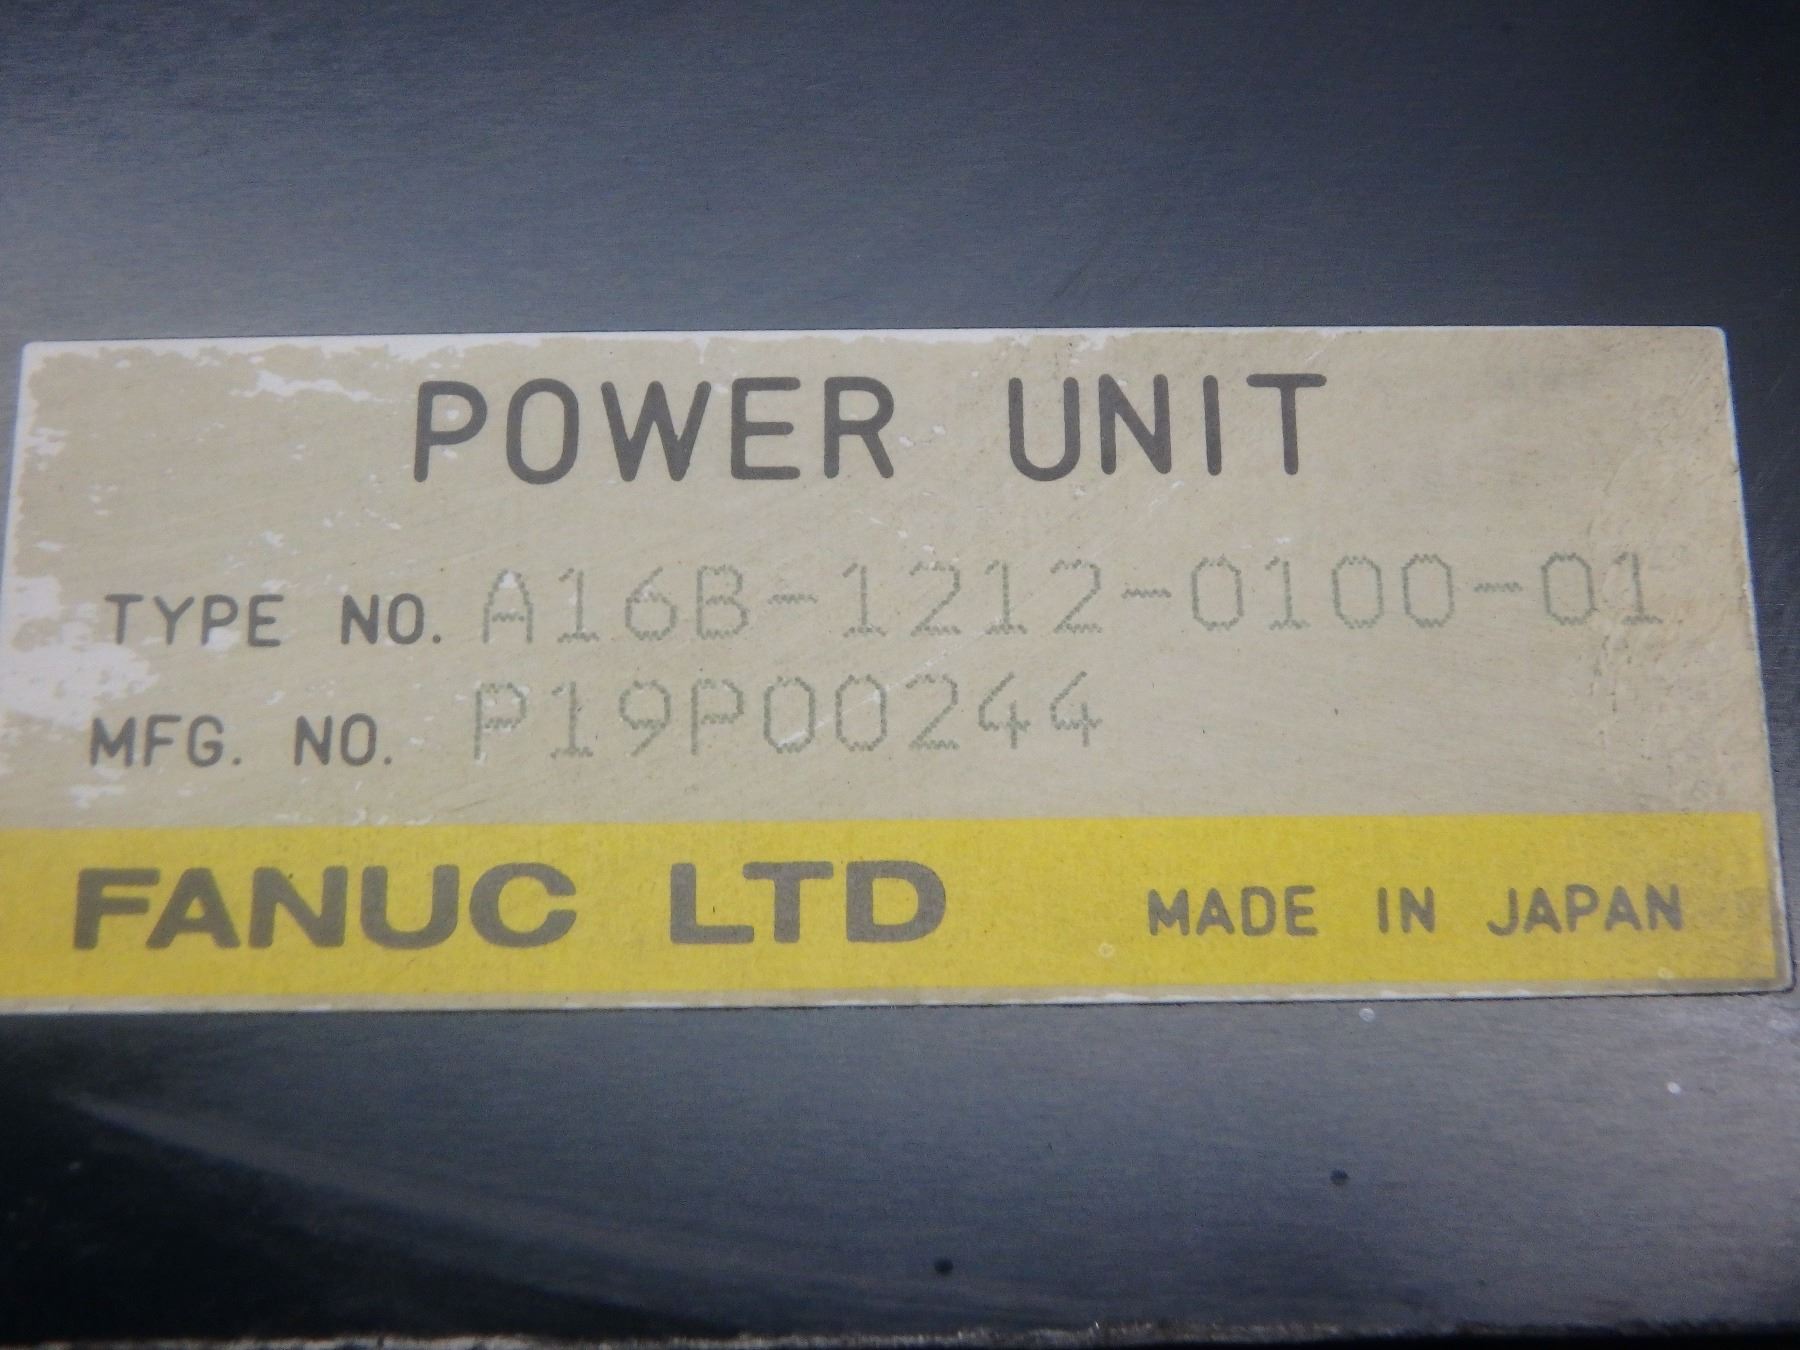 POWER UNIT
TYPE NO. A16B-1212-0100-01
MFG. NO. P19P00244
FANUC LTD MADE IN JAPAN